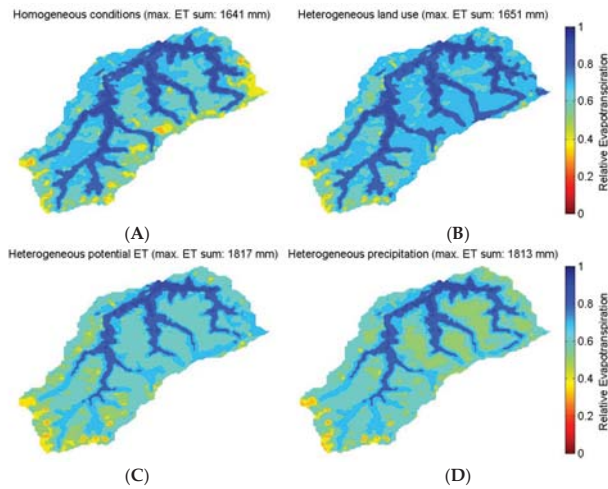 Homogeneous conditions (max. ET sum: 1641 mm)
Heterogeneous land use (max. ET sum: 1651 mm)
1
0.8
0.6
0.4
0.2
0
Relative Evapotranspiration
(A)
(B)
Heterogeneous potential ET (max. ET sum: 1817 mm)
Heterogeneous precipitation (max. ET sum: 1813 mm)
1
0.8
0.6
0.4
0.2
0
Relative Evapotranspiration
(C)
(D)